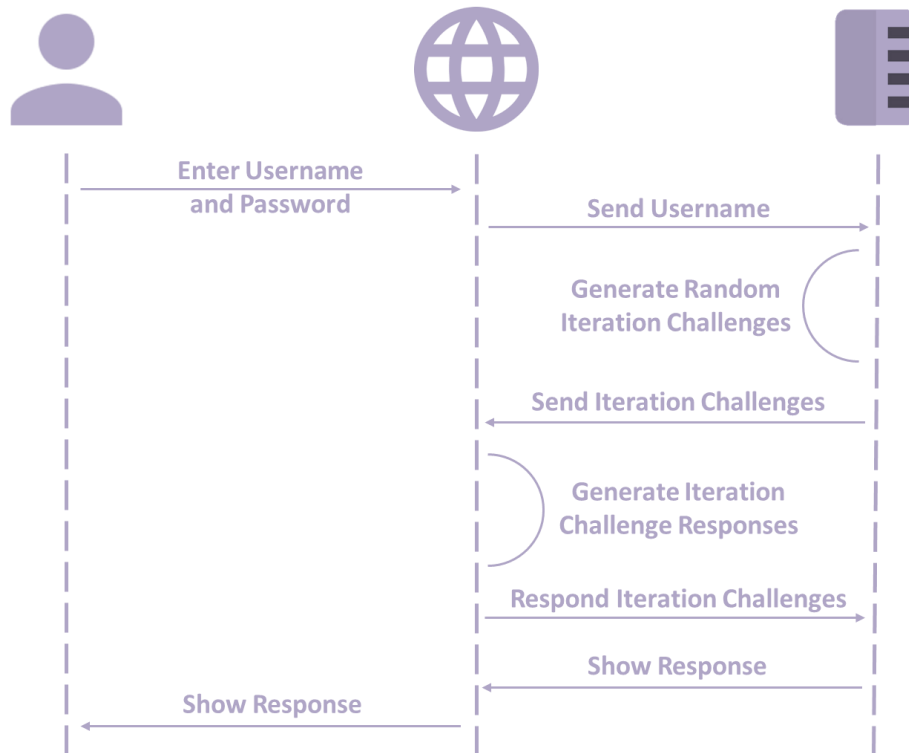 Enter Username
and Password
Send Username
Generate Random
Iteration Challenges
Send Iteration Challenges
Generate Iteration
Challenge Responses
Respond Iteration Challenges
Show Response
Show Response